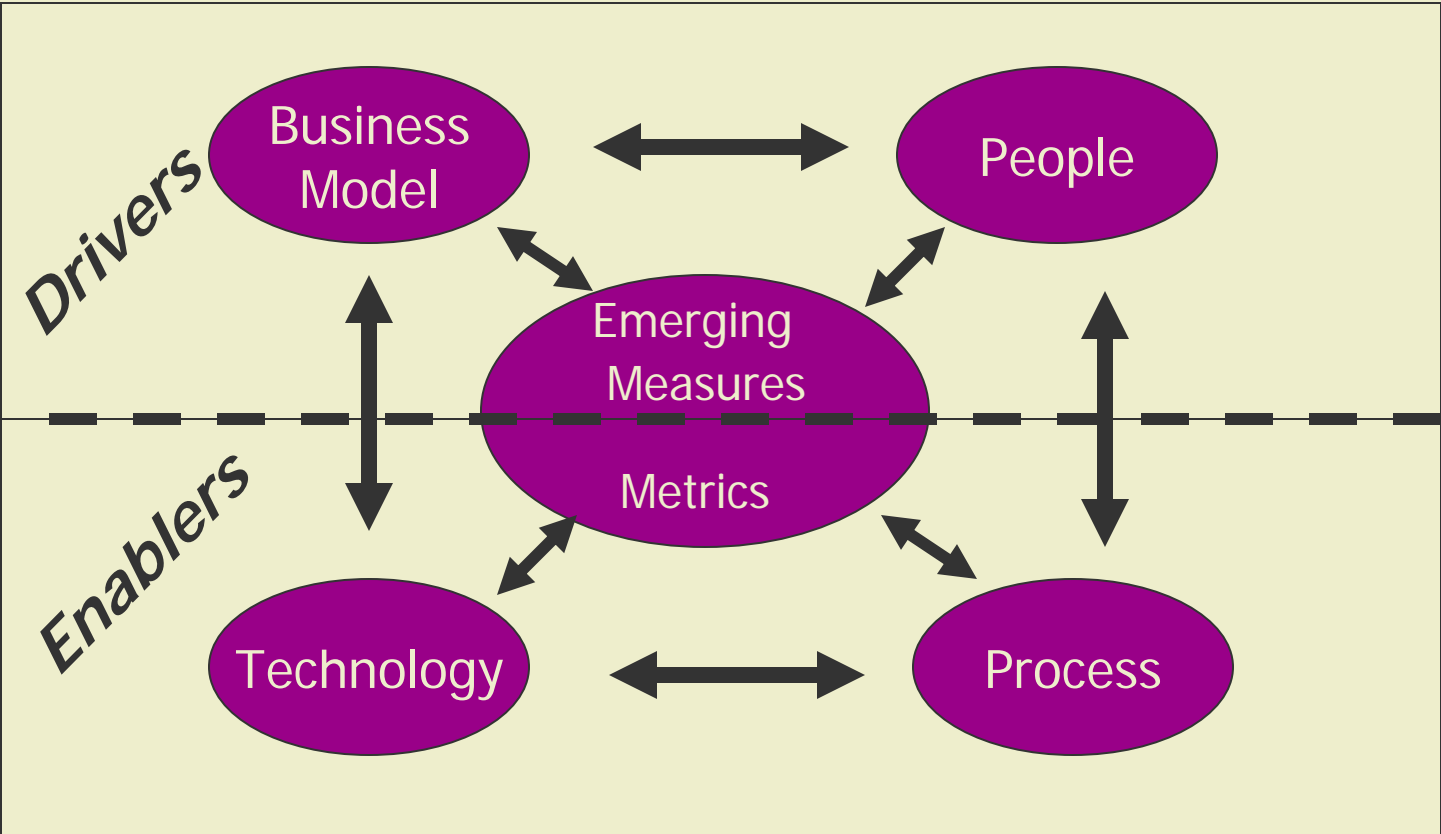 Drivers
Business
Model
People
Emerging
Measures
Metrics
Enablers
Technology
Process